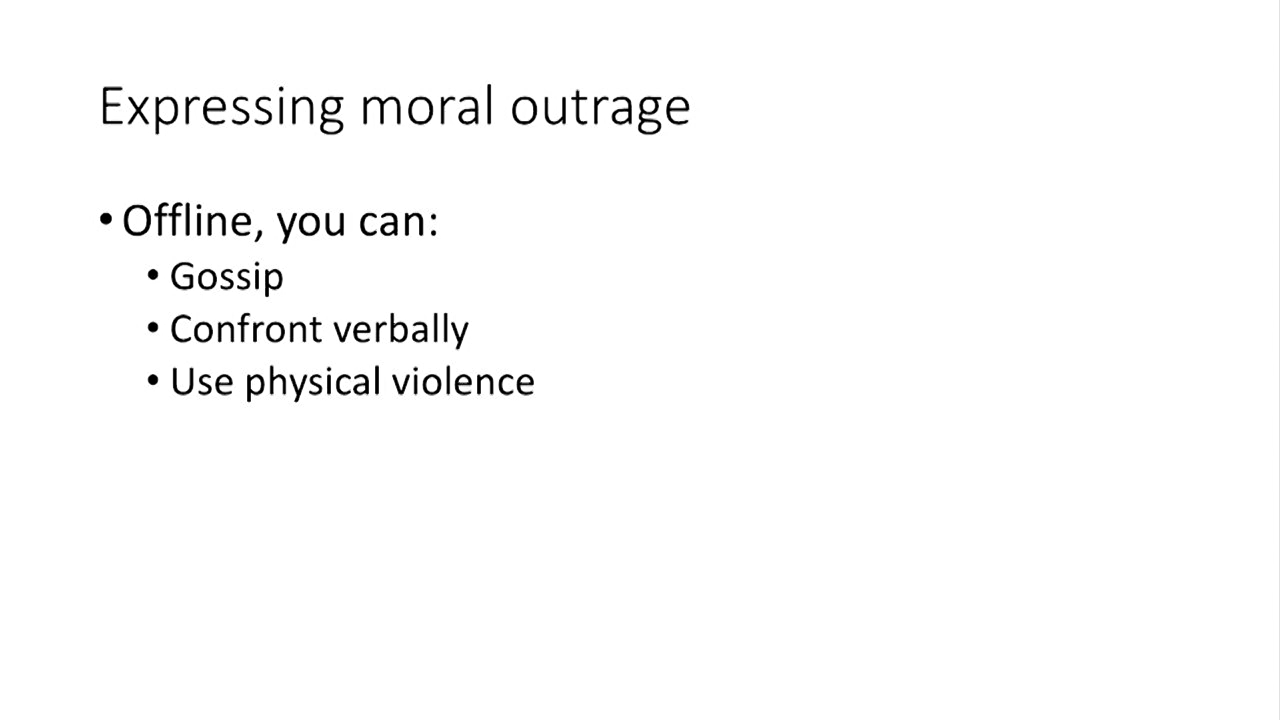 Expressing moral outrage
• Offline, you can:
• Gossip
• Confront verbally
• Use physical violence